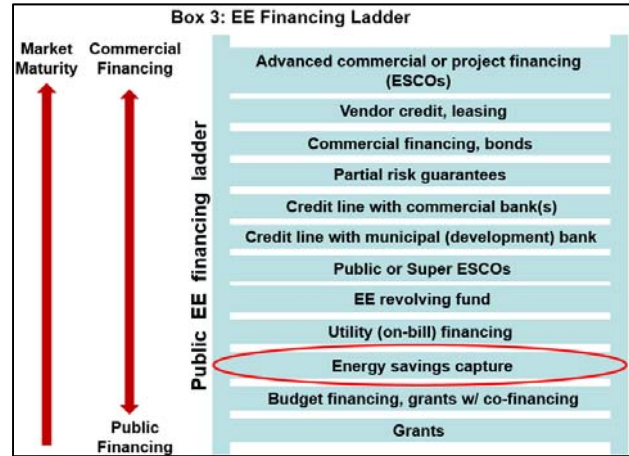 Box 3: EE Financing Ladder
Market
Maturity
Commercial
Financing
Public EE financing ladder
Advanced commercial or project financing
(ESCOs)
Vendor credit, leasing
Commercial financing, bonds
Partial risk guarantees
Credit line with commercial bank(s)
Credit line with municipal (development) bank
Public or Super ESCOs
EE revolving fund
Utility (on-bill) financing
Energy savings capture
Budget financing, grants w/ co-financing
Grants
Public
Financing